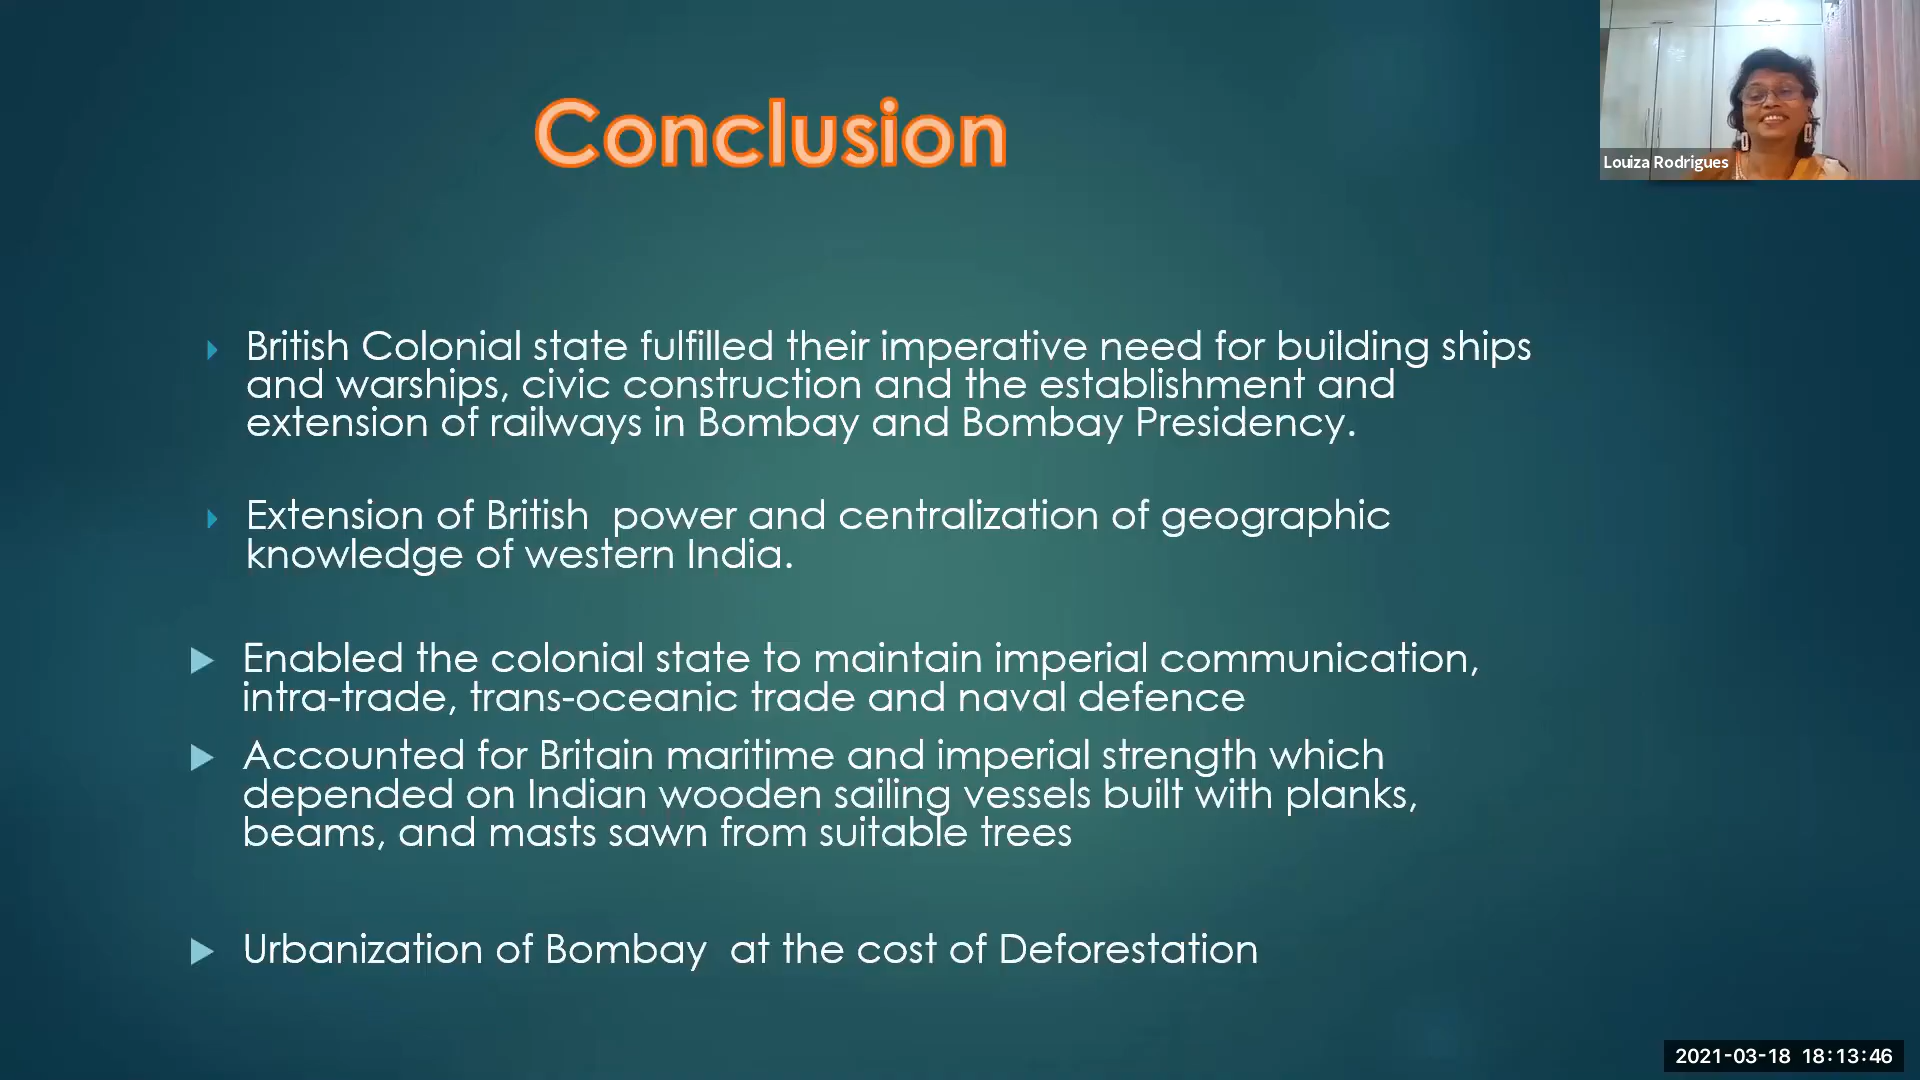 Conclusion
Louiza Rodrigues
British Colonial state fulfilled their imperative need for building ships
and warships, civic construction and the establishment and
extension of railways in Bombay and Bombay Presidency.
Extension of British power and centralization of geographic
knowledge of western India.
Enabled the colonial state to maintain imperial communication,
intra-trade, trans-oceanic trade and naval defence
Accounted for Britain maritime and imperial strength which
depended on Indian wooden sailing vessels built with planks,
beams, and masts sawn from suitable trees
Urbanization of Bombay at the cost of Deforestation
2021-03-18 18:13:46